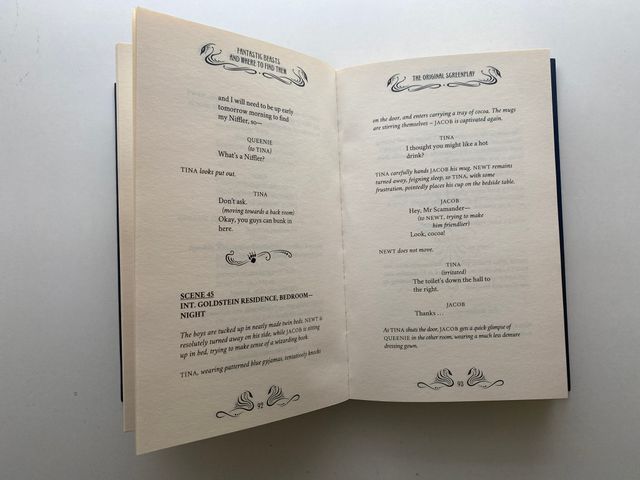 FANTASTIC BEASTS
AND WHERE TO FIND THEM
and I will need to be up early
tomorrow morning to find
my Niffler, so—
QUEENIE
(to TINA)
What's a Niffler?
TINA looks put out.
TINA
Don't ask.
(moving towards a back room)
Okay, you guys can bunk in
here.
SCENE 45
INT. GOLDSTEIN RESIDENCE, BEDROOM—
NIGHT
The boys are tucked up in neatly made twin beds. NEWT is
resolutely turned away on his side, while JACOB is sitting
up in bed, trying to make sense of a wizarding book.
TINA, wearing patterned blue pyjamas, tentatively knocks
92
THE ORIGINAL SCREENPLAY
on the door, and enters carrying a tray of cocoa. The mugs
are stirring themselves – JACOB is captivated again.
TINA
I thought you might like a hot
drink?
TINA carefully hands JACOB his mug. NEWT remains
turned away, feigning sleep, so TINA, with some
frustration, pointedly places his cup on the bedside table.
JACOB
Hey, Mr Scamander—
(to NEWT, trying to make
him friendlier)
Look, cocoa!
NEWT does not move.
TINA
(irritated)
The toilet's down the hall to
the right.
JACOB
Thanks . . .
As TINA shuts the door, JACOB gets a quick glimpse of
QUEENIE in the other room, wearing a much less demure
dressing gown.
93